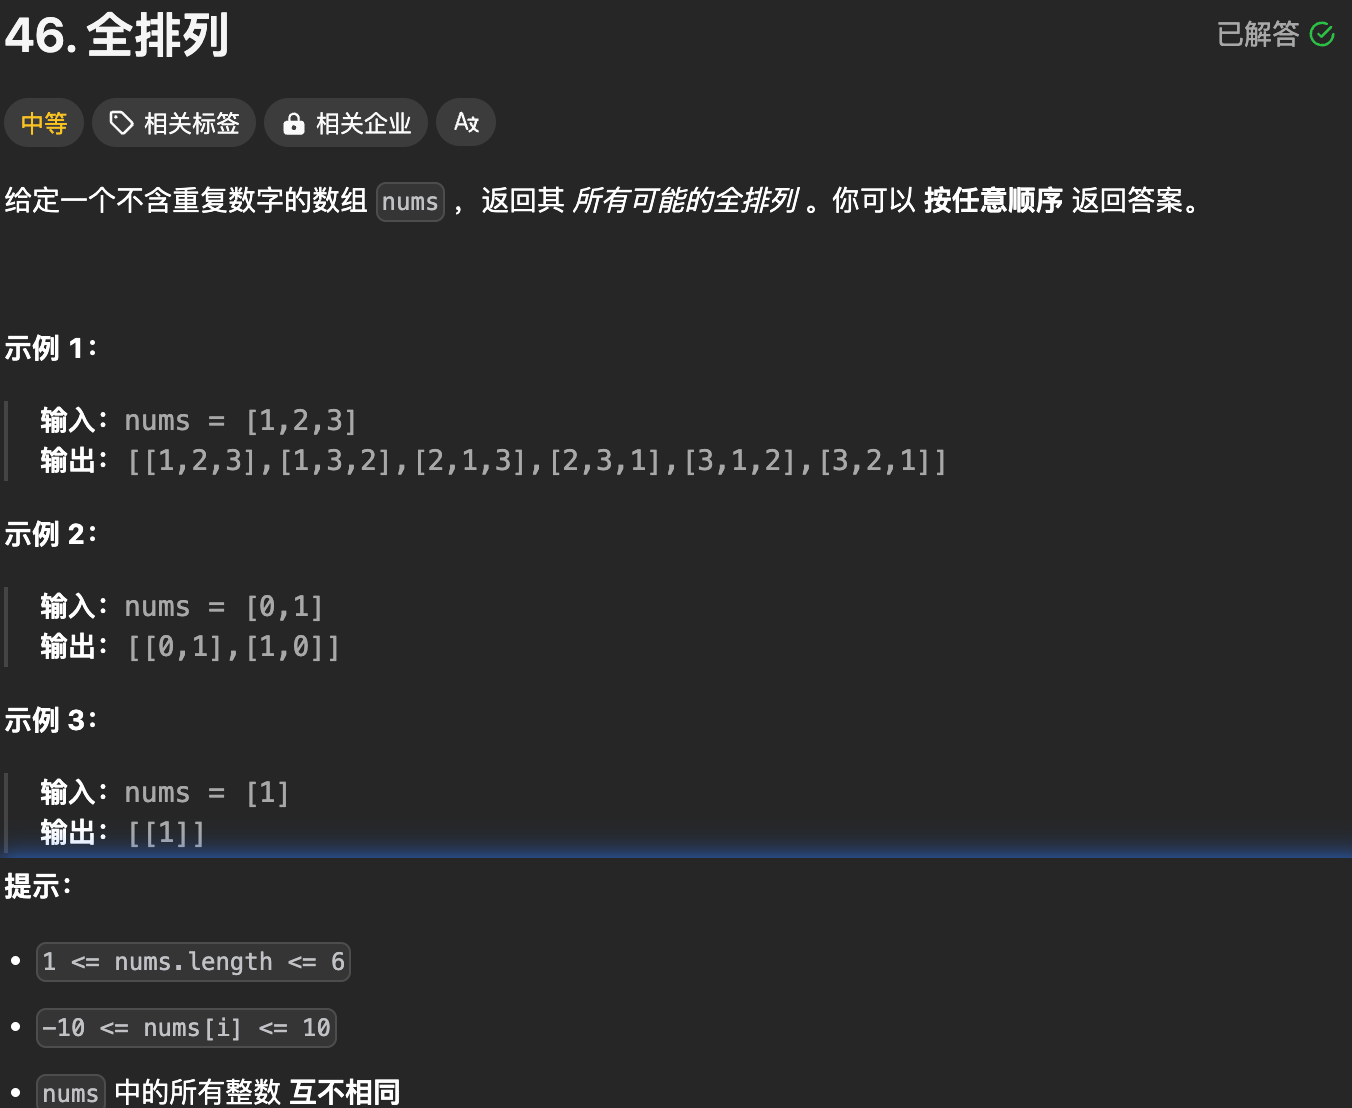 46. 全排列
已解答
中等
相关标签
相关企业
给定一个不含重复数字的数组 nums ，返回其 所有可能的全排列 。你可以 按任意顺序 返回答案。
示例 1：
输入：nums = [1,2,3]
输出：[[1,2,3],[1,3,2],[2,1,3],[2,3,1],[3,1,2],[3,2,1]]
示例 2：
输入：nums = [0,1]
输出：[[0,1],[1,0]]
示例 3：
输入：nums = [1]
输出：[[1]]
提示：
1 <= nums.length <= 6
-10 <= nums[i] <= 10
nums 中的所有整数 互不相同